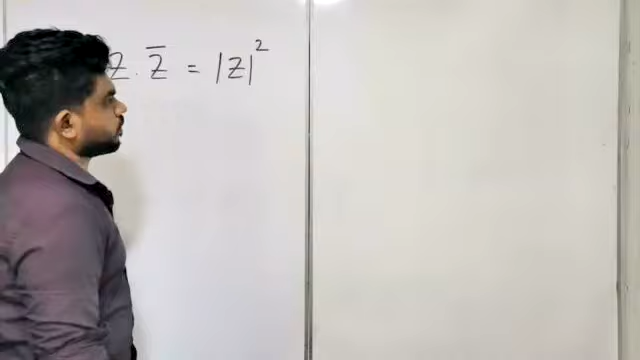 z . z̅ = |z|²